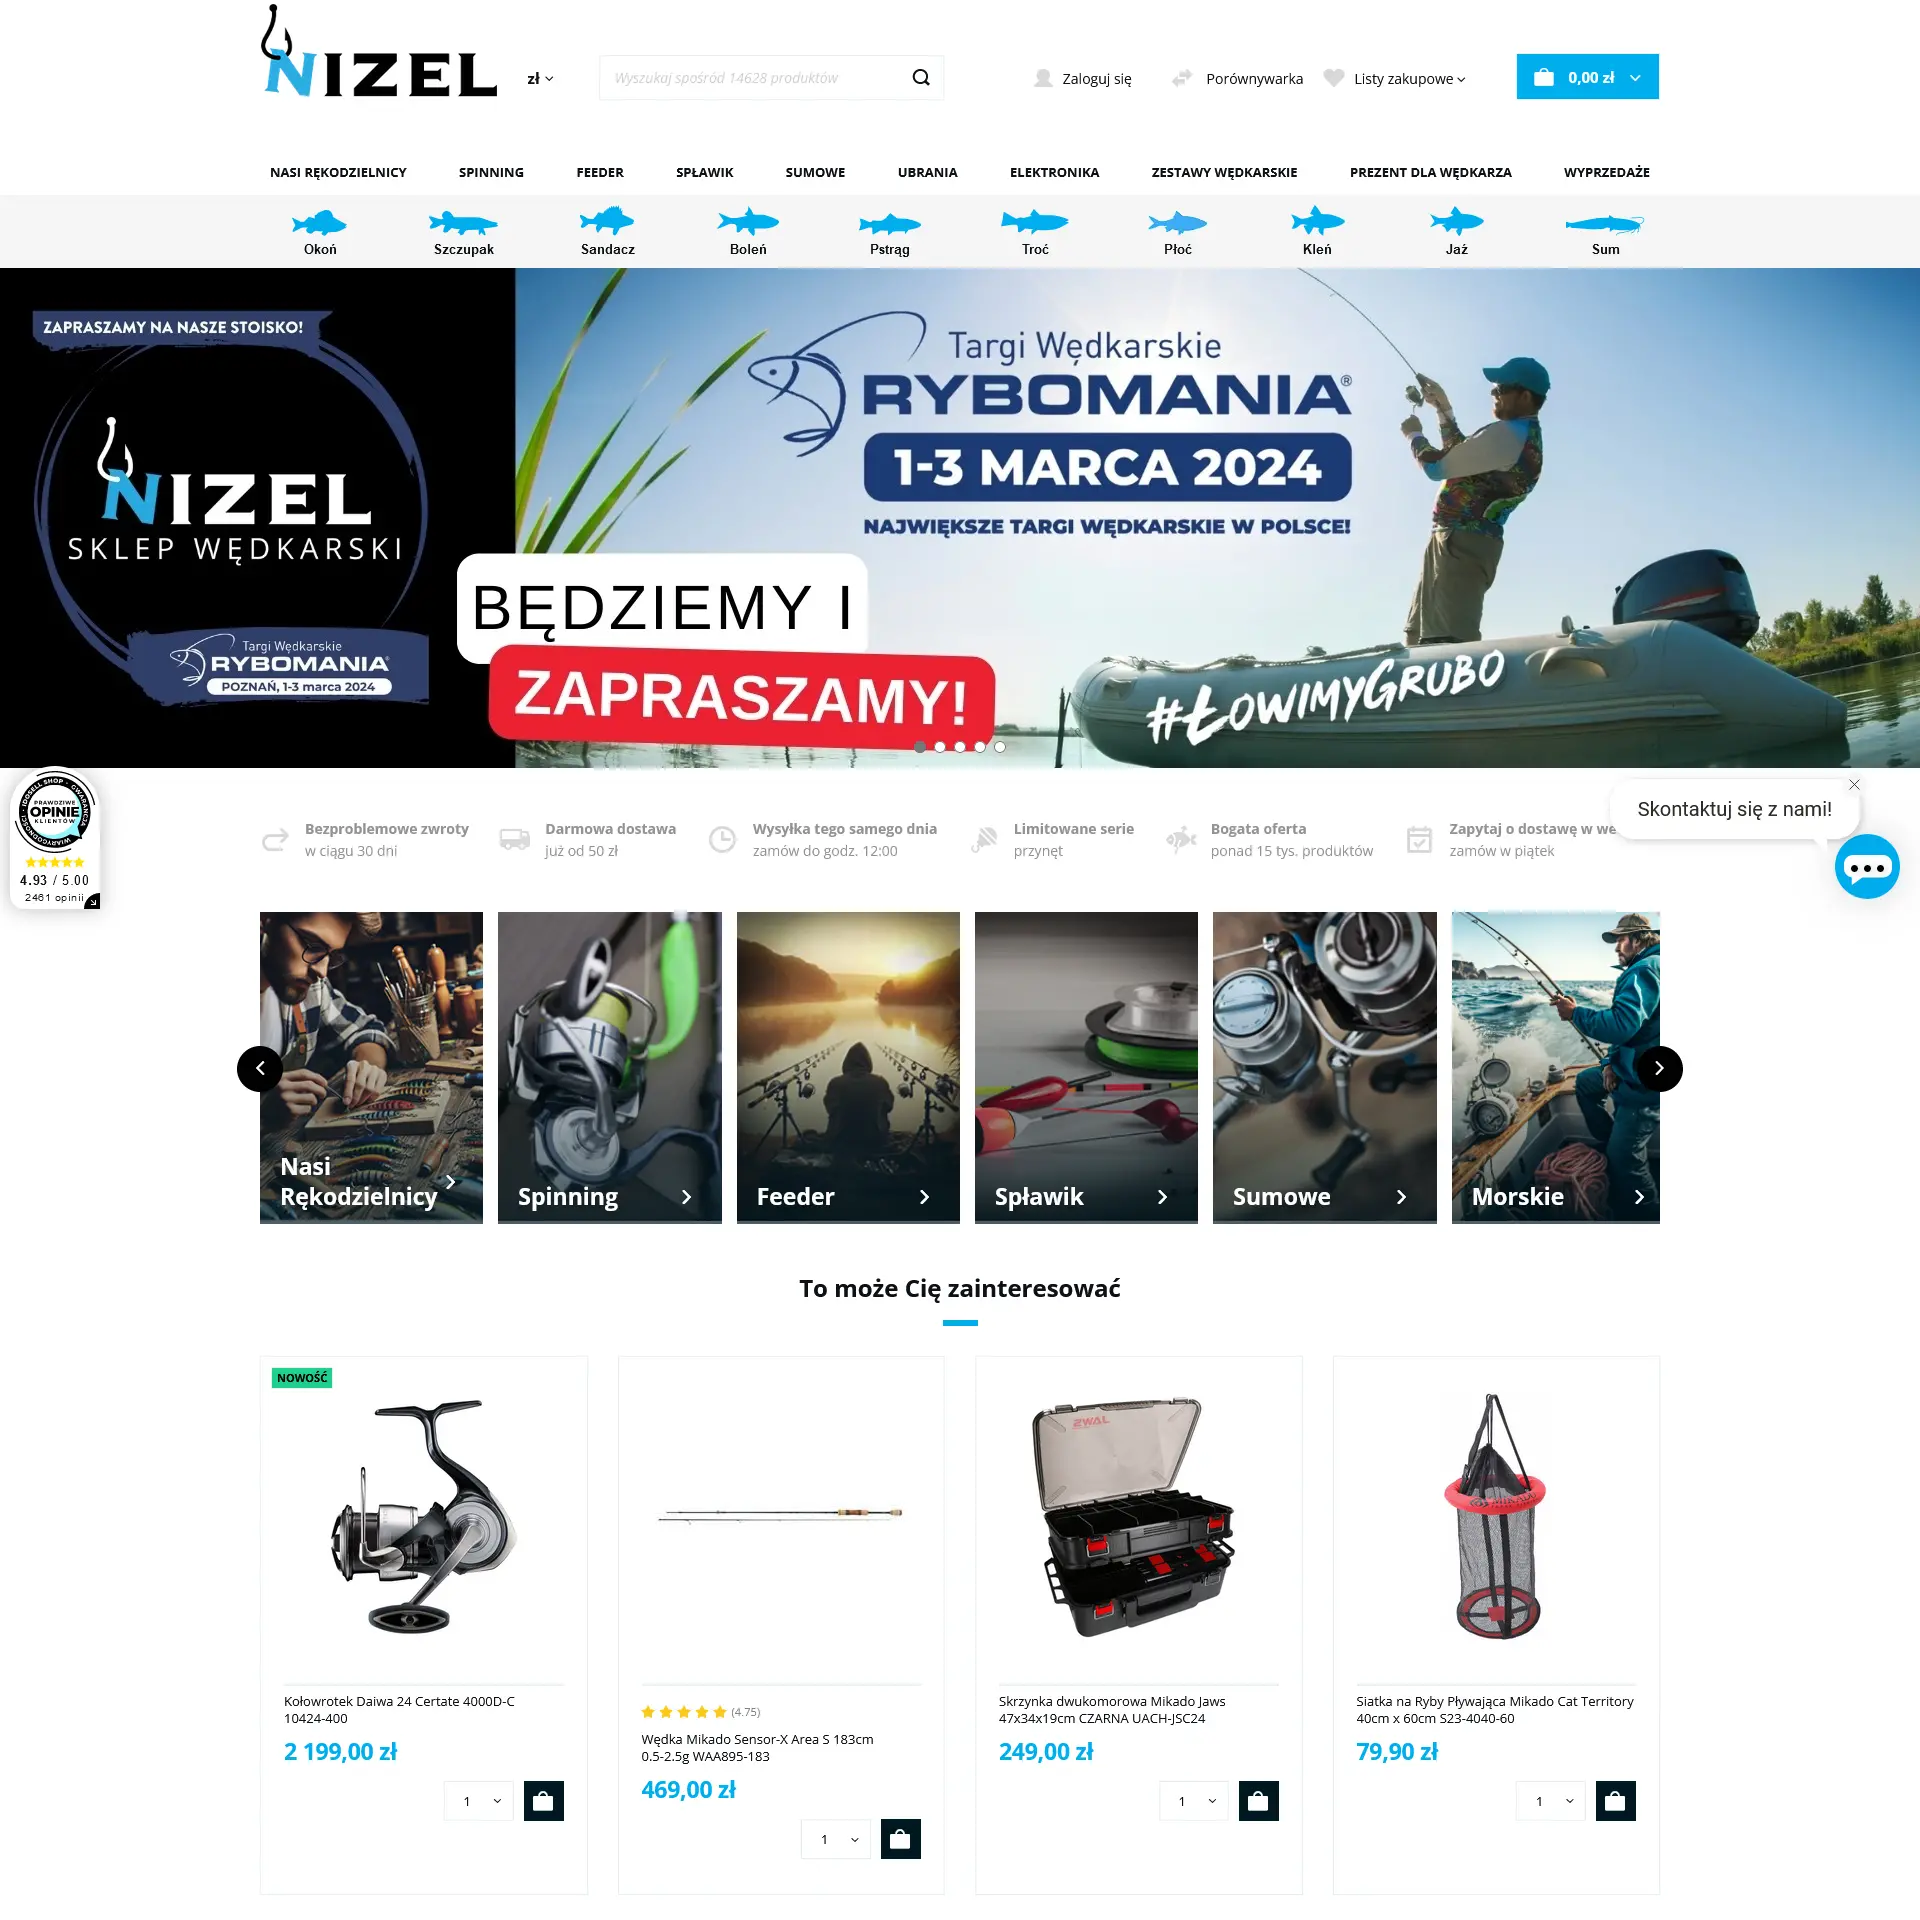 NIZEL
zł
Wyszukaj spośród 14628 produktów
Zaloguj się
Porównywarka
Listy zakupowe
0,00 zł
NASI RĘKODZIELNICY
SPINNING
FEEDER
SPŁAWIK
SUMOWE
UBRANIA
ELEKTRONIKA
ZESTAWY WĘDKARSKIE
PREZENT DLA WĘDKARZA
WYPRZEDAŻE
Okoń
Szczupak
Sandacz
Boleń
Pstrąg
Troć
Płoć
Kleń
Jaź
Sum
ZAPRASZAMY NA NASZE STOISKO!
NIZEL
SKLEP WĘDKARSKI
Targi Wędkarskie
RYBOMANIA
POZNAŃ, 1-3 marca 2024
Targi Wędkarskie
RYBOMANIA®
1-3 MARCA 2024
NAJWIĘKSZE TARGI WĘDKARSKIE W POLSCE!
BĘDZIEMY I
ZAPRASZAMY!
#ŁOWIMYGRUBO
IDOSELL SHOP · GWARANCJA WIARYGODNOŚCI
PRAWDZIWE
OPINIE
KLIENTÓW
4.93 / 5.00
2461 opinii
Bezproblemowe zwroty
w ciągu 30 dni
Darmowa dostawa
już od 50 zł
Wysyłka tego samego dnia
zamów do godz. 12:00
Limitowane serie
przynęt
Bogata oferta
ponad 15 tys. produktów
Zapytaj o dostawę w we
zamów w piątek
Skontaktuj się z nami!
Nasi
Rękodzielnicy
Spinning
Feeder
Spławik
Sumowe
Morskie
To może Cię zainteresować
NOWOŚĆ
Kołowrotek Daiwa 24 Certate 4000D-C
10424-400
2 199,00 zł
1
(4.75)
Wędka Mikado Sensor-X Area S 183cm
0.5-2.5g WAA895-183
469,00 zł
1
Skrzynka dwukomorowa Mikado Jaws
47x34x19cm CZARNA UACH-JSC24
249,00 zł
1
Siatka na Ryby Pływająca Mikado Cat Territory
40cm x 60cm S23-4040-60
79,90 zł
1